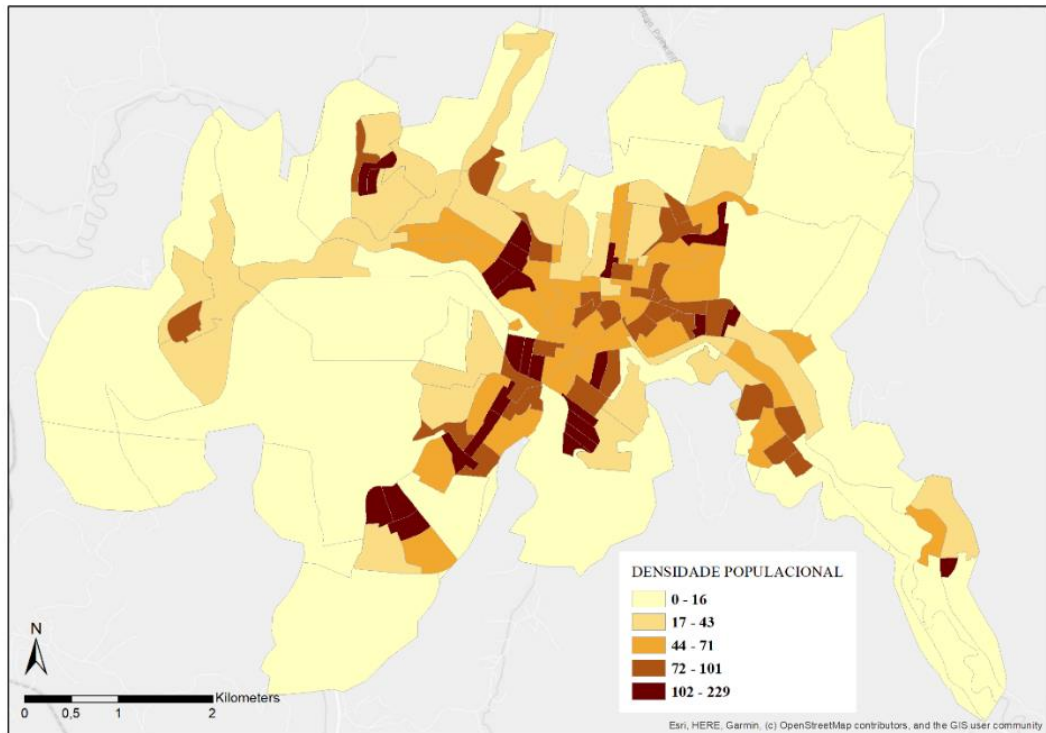 DENSIDADE POPULACIONAL
0 - 16
17 - 43
44 - 71
72 - 101
102 - 229
N
Kilometers
0 0,5 1 2
Esri, HERE, Garmin, (c) OpenStreetMap contributors, and the GIS user community